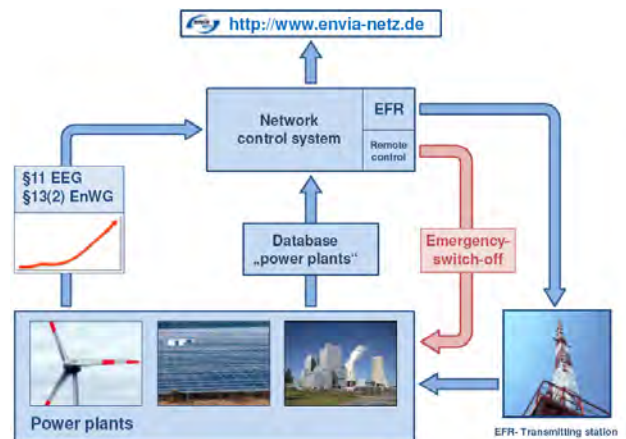 http://www.envia-netz.de
Network
control system
EFR
Remote
control
§11 EEG
§13(2) EnWG
Database
„power plants“
Emergency-
switch-off
Power plants
EFR- Transmitting station